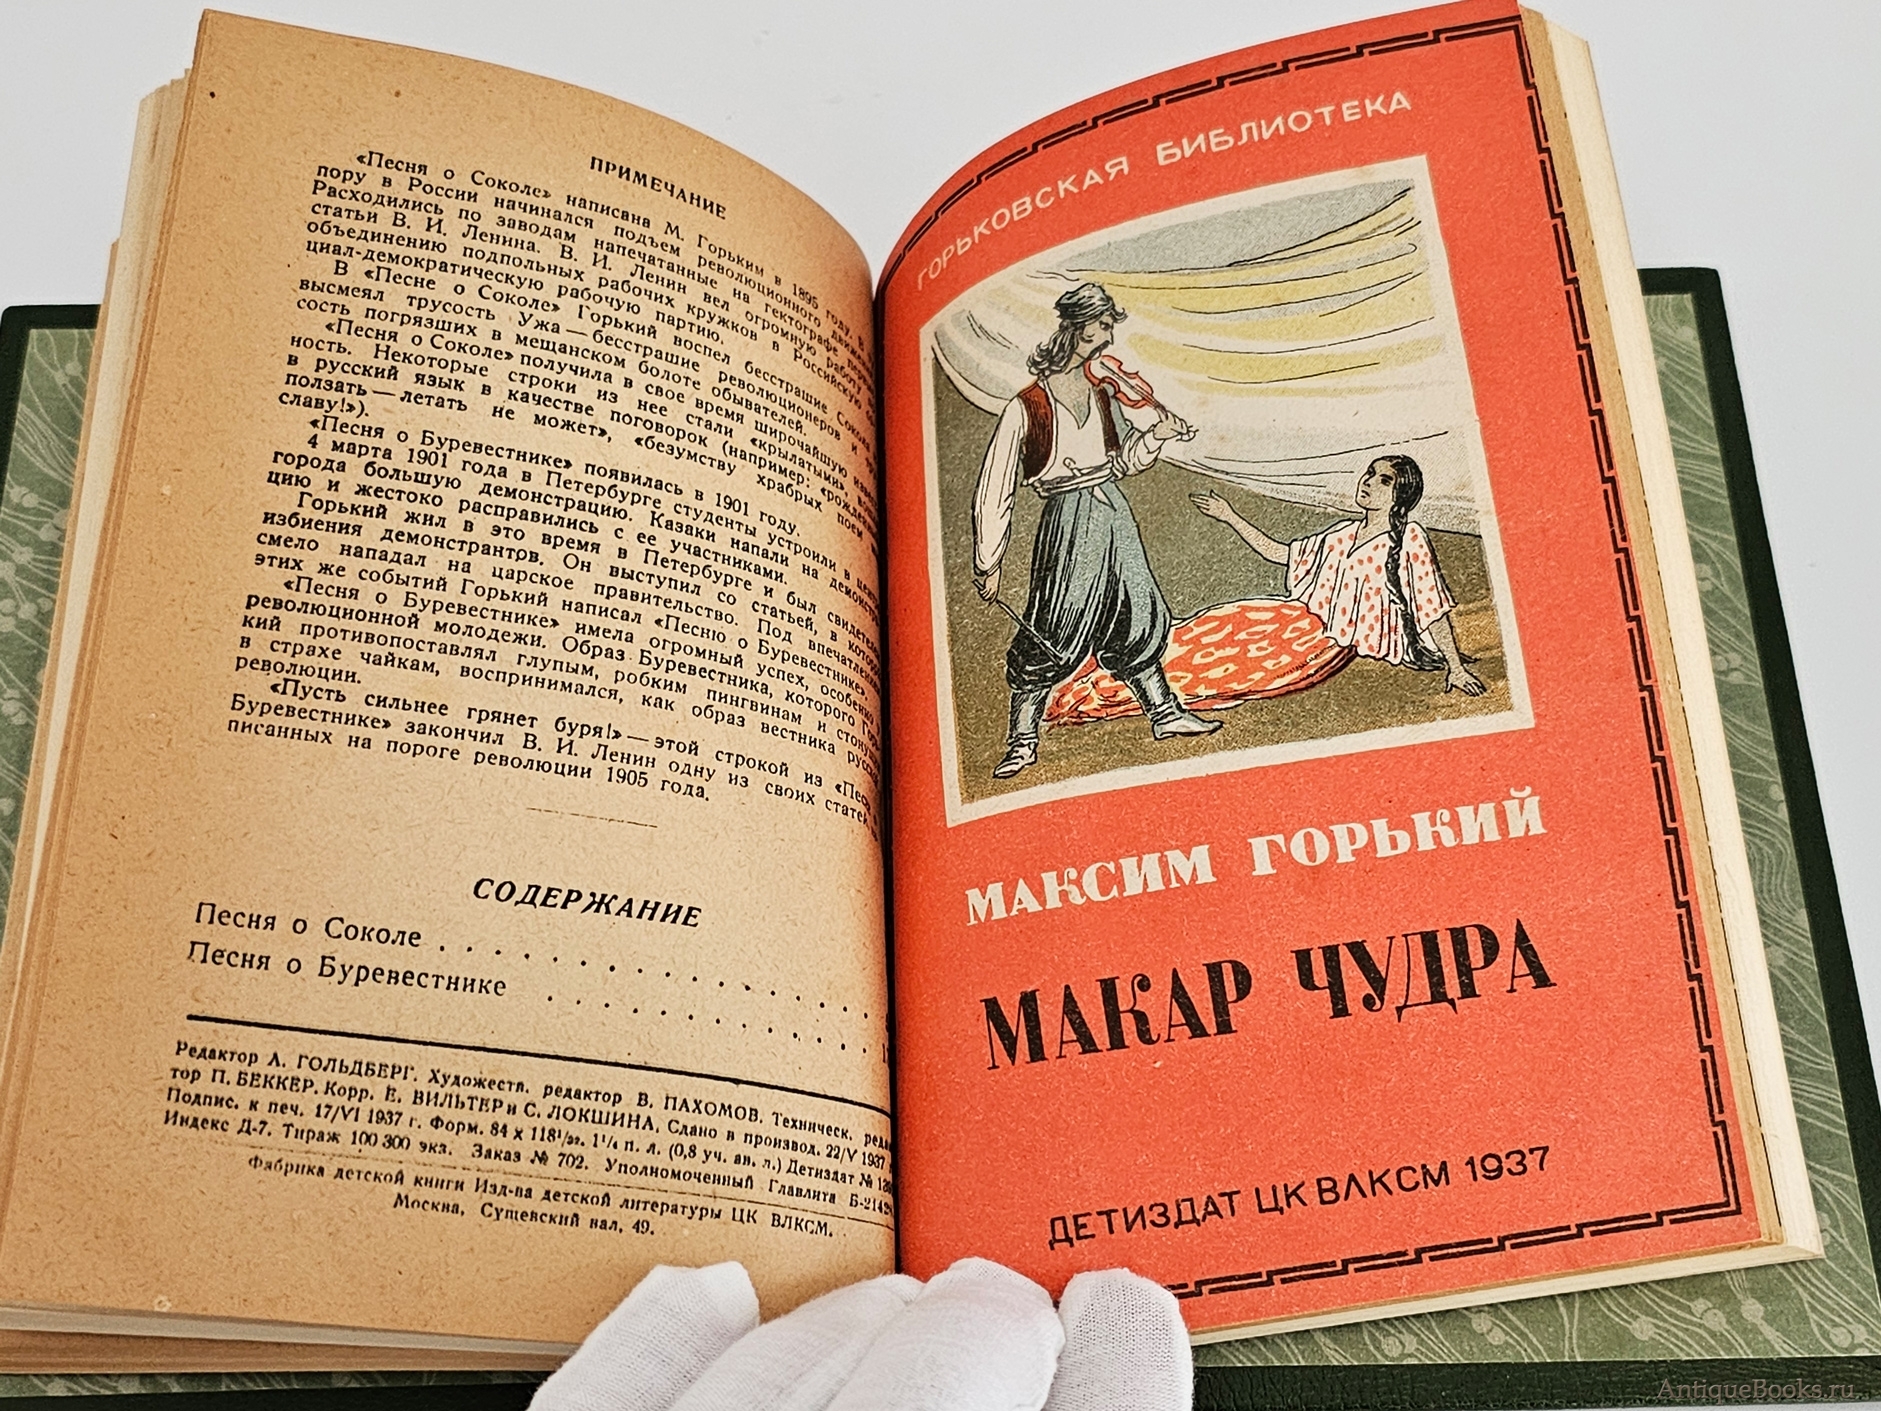 ПРИМЕЧАНИЕ
«Песня о Соколе» написана М. Горьким в 1895 году. В
пору в России начинался подъем революционного
Расходились по заводам напечатанные на гектографе
статьи В. И. Ленина. В. И. Ленин вел огромную работу
объединению подпольных рабочих кружков в Российскую
циал-демократическую рабочую партию.
В «Песне о Соколе» Горький воспел бесстрашие
высмеял трусость Ужа — бесстрашие революционеров и
сость погрязших в мещанском болоте обывателей.
«Песня о Соколе» получила в свое время широчайшую
ность. Некоторые строки из нее стали «крылатыми»,
в русский язык в качестве поговорок (например: «рожденный
ползать — летать не может», «безумству храбрых поем
славу!»).
«Песня о Буревестнике» появилась в 1901 году.
4 марта 1901 года в Петербурге студенты устроили в
города большую демонстрацию. Казаки напали на
цию и жестоко расправились с ее участниками.
Горький жил в это время в Петербурге и был
избиения демонстрантов. Он выступил со статьей, в
смело нападал на царское правительство. Под
этих же событий Горький написал «Песню о Буревестнике».
«Песня о Буревестнике» имела огромный успех, особенно
революционной молодежи. Образ Буревестника, которого Горь-
кий противопоставлял глупым, робким пингвинам и
в страхе чайкам, воспринимался, как образ вестника
революции.
«Пусть сильнее грянет буря!» — этой строкой из
Буревестнике» закончил В. И. Ленин одну из своих статей,
писанных на пороге революции 1905 года.
СОДЕРЖАНИЕ
Песня о Соколе
Песня о Буревестнике
Редактор А. ГОЛЬДБЕРГ. Художеств. редактор В. ПАХОМОВ. Техническ.
тор П. БЕККЕР. Корр. Е. ВИЛЬТЕР и С. ЛОКШИНА. Сдано в производ. 22/V 1937
Подпис. к печ. 17/VI 1937 г. Форм. 84 x 118¹/₃₂. 1¹/₄ п. л. (0,8 уч. ав. л.) Детиздат №
Индекс Д-7. Тираж 100 300 экз. Заказ № 702. Уполномоченный Главлита
Фабрика детской книги Изд-ва детской литературы ЦК ВЛКСМ.
Москва, Сущевский вал, 49.
ГОРЬКОВСКАЯ БИБЛИОТЕКА
МАКСИМ ГОРЬКИЙ
МАКАР ЧУДРА
ДЕТИЗДАТ ЦК ВЛКСМ 1937
AntiqueBooks.ru